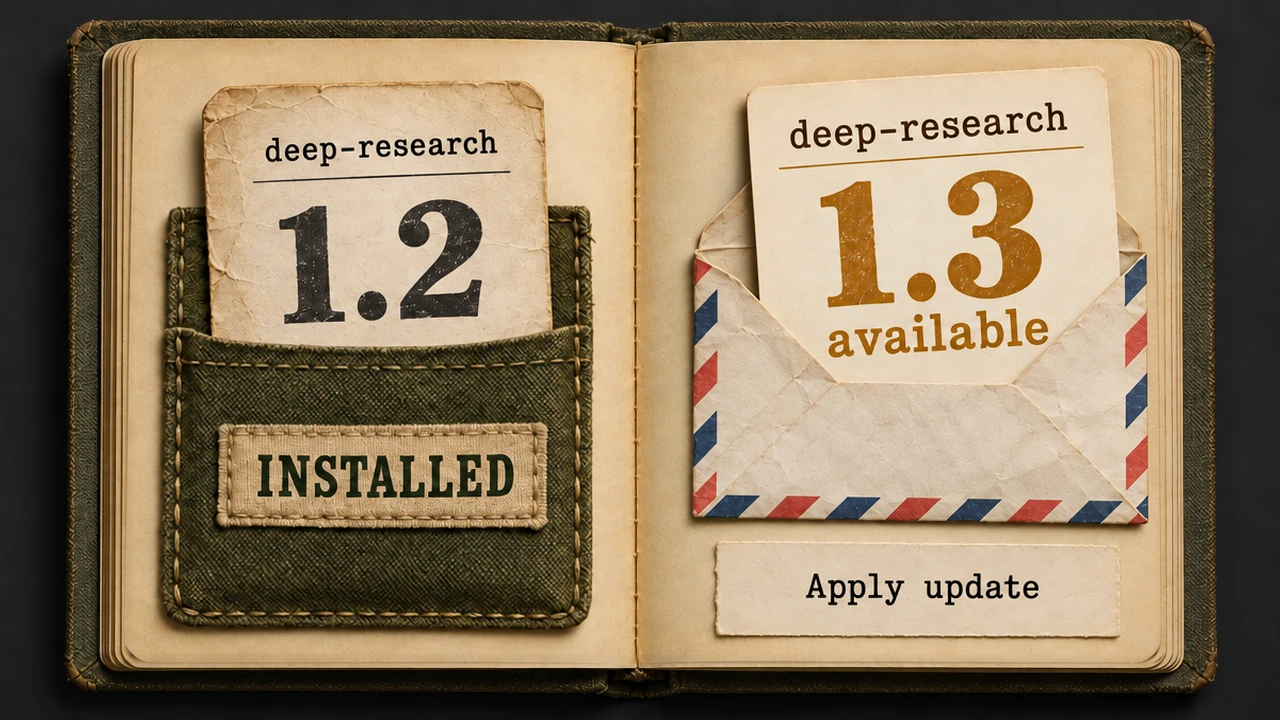 deep-research
1.2
INSTALLED
deep-research
1.3
available
Apply update